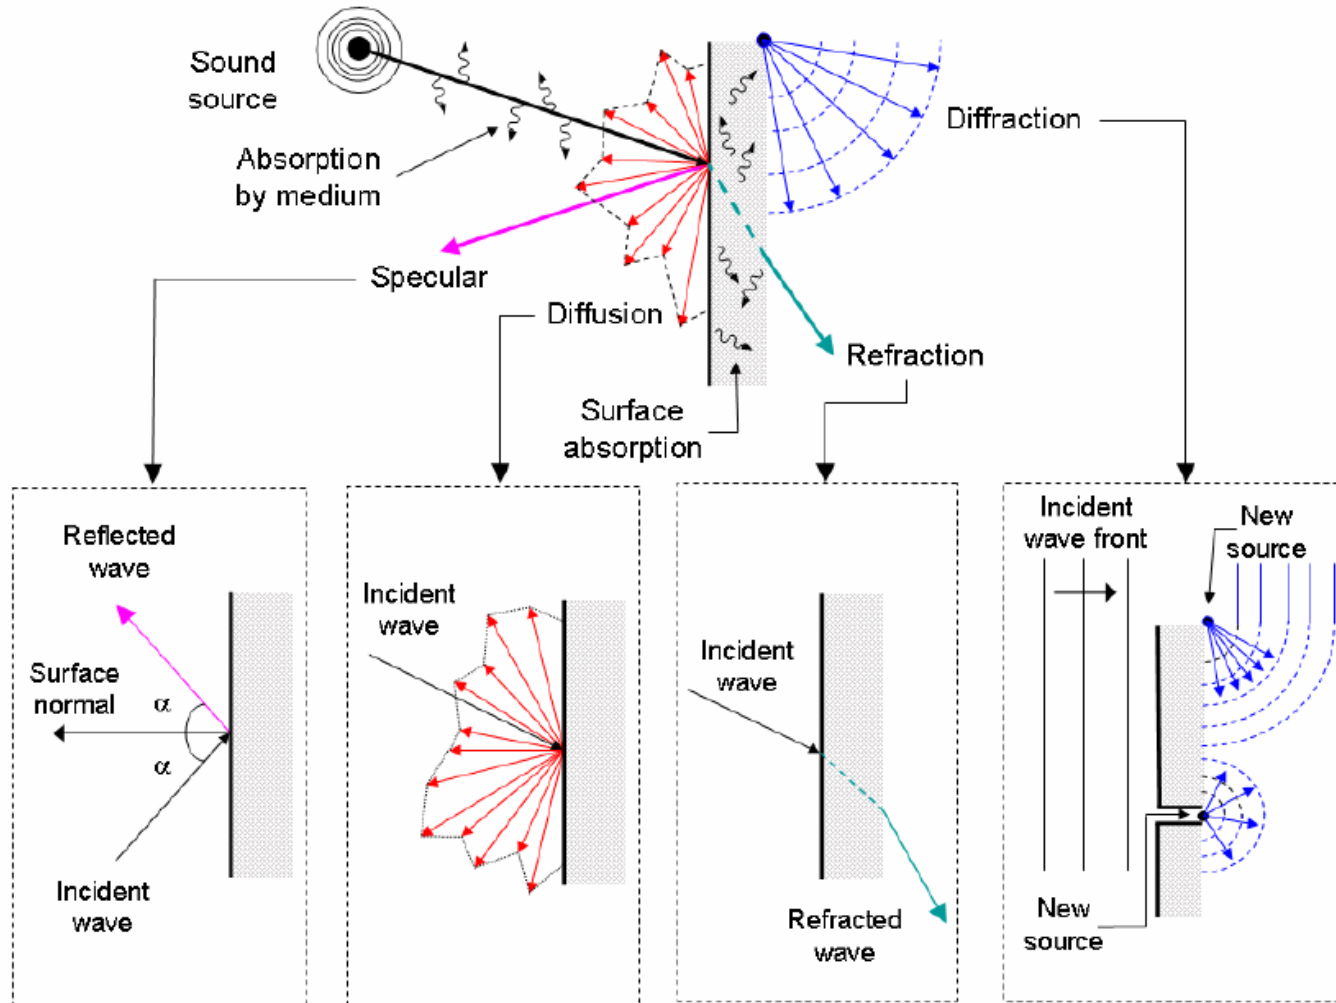 Sound
source
Absorption
by medium
Diffraction
Specular
Diffusion
Refraction
Surface
absorption
Reflected
wave
Surface
normal
α
α
Incident
wave
Incident
wave
Incident
wave
Refracted
wave
Incident
wave front
New
source
New
source